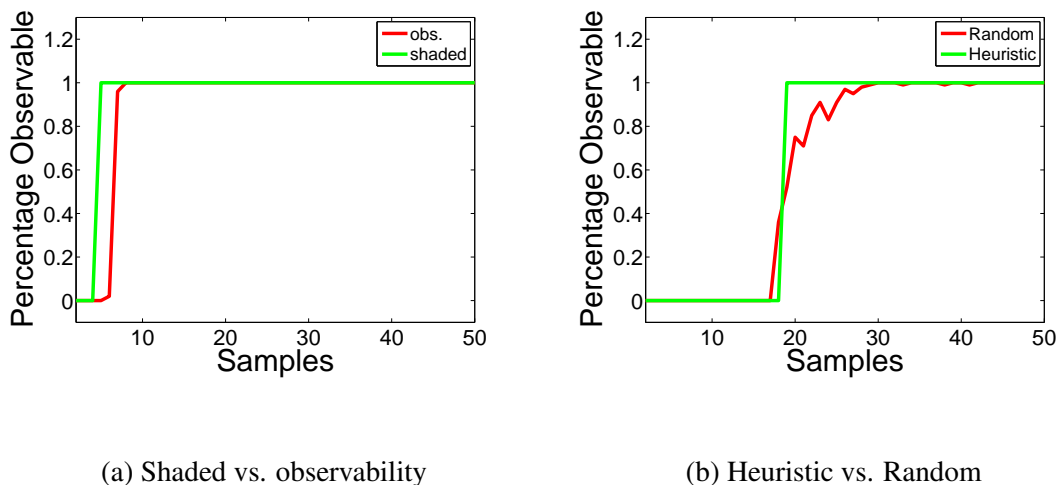 1.2
1
0.8
0.6
0.4
0.2
0
Percentage Observable
10 20 30 40 50
Samples
obs.
shaded
(a) Shaded vs. observability
1.2
1
0.8
0.6
0.4
0.2
0
Percentage Observable
10 20 30 40 50
Samples
Random
Heuristic
(b) Heuristic vs. Random